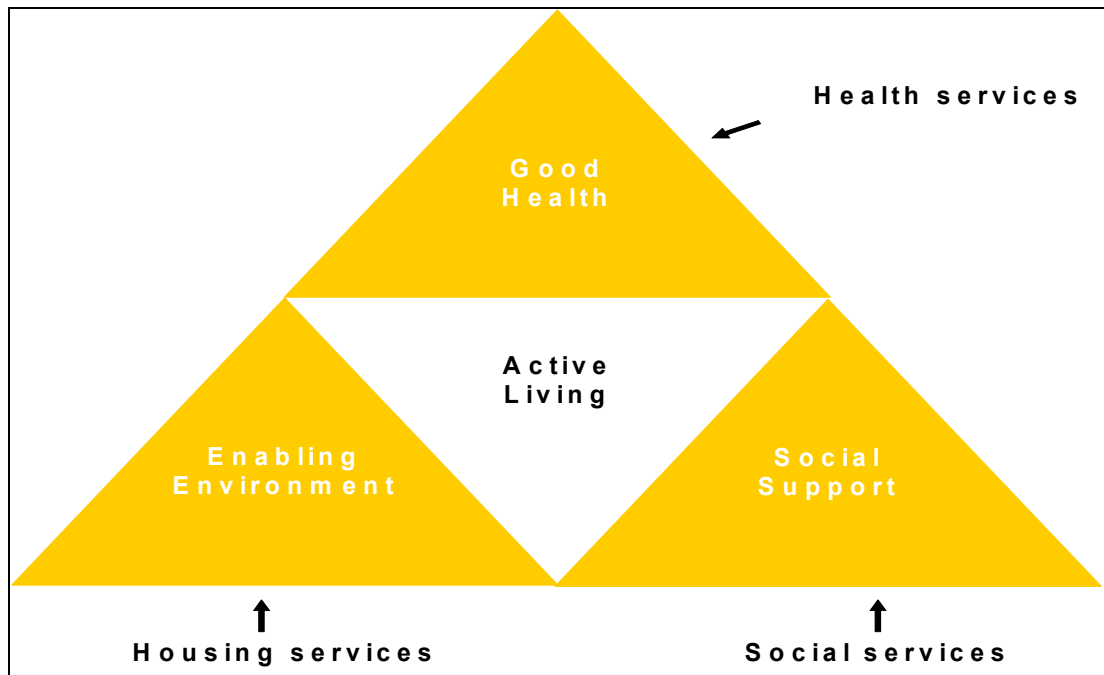 Health services
Good
Health
Active
Living
Enabling
Environment
Social
Support
Housing services
Social services